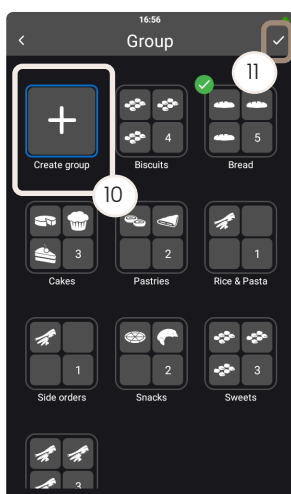 16:56
Group
11
4
5
Create group
Biscuits
Bread
10
3
2
1
Cakes
Pastries
Rice & Pasta
1
2
3
Side orders
Snacks
Sweets
3